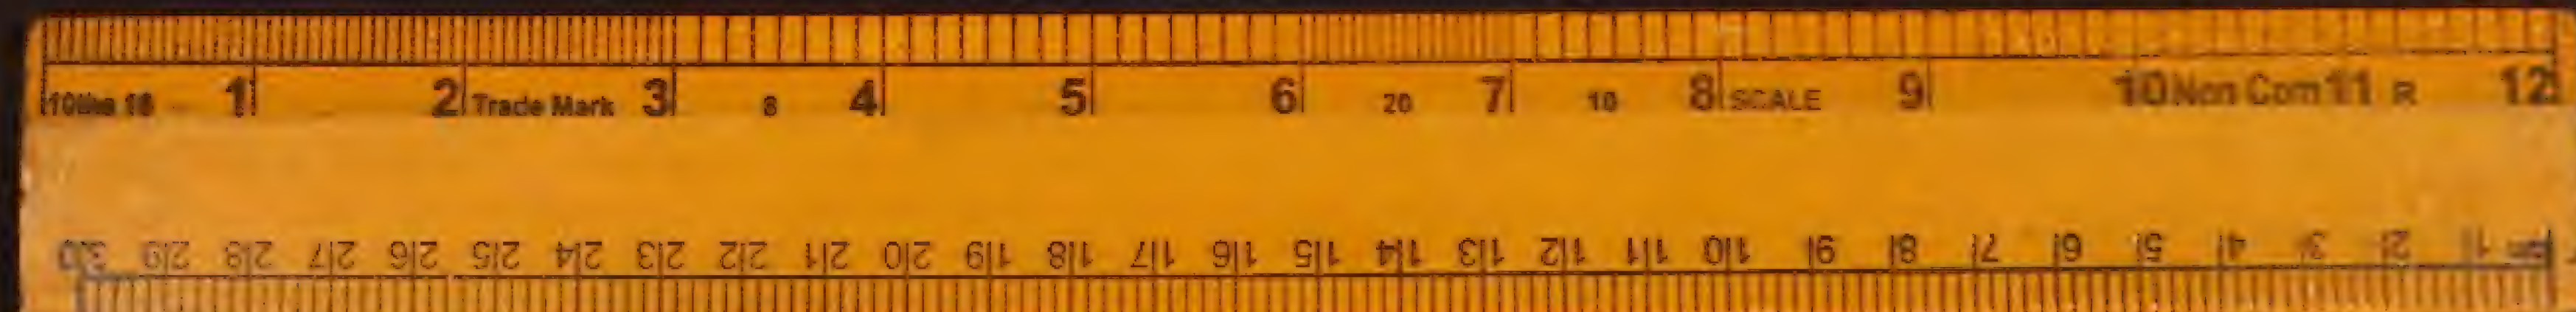 10ths 16 1 2 Trade Mark 3 8 4 5 6 20 7 10 8 SCALE 9 10 Non Com 11 R 12
cm 1 2 3 4 5 6 7 8 9 10 11 12 13 14 15 16 17 18 19 20 21 22 23 24 25 26 27 28 29 30